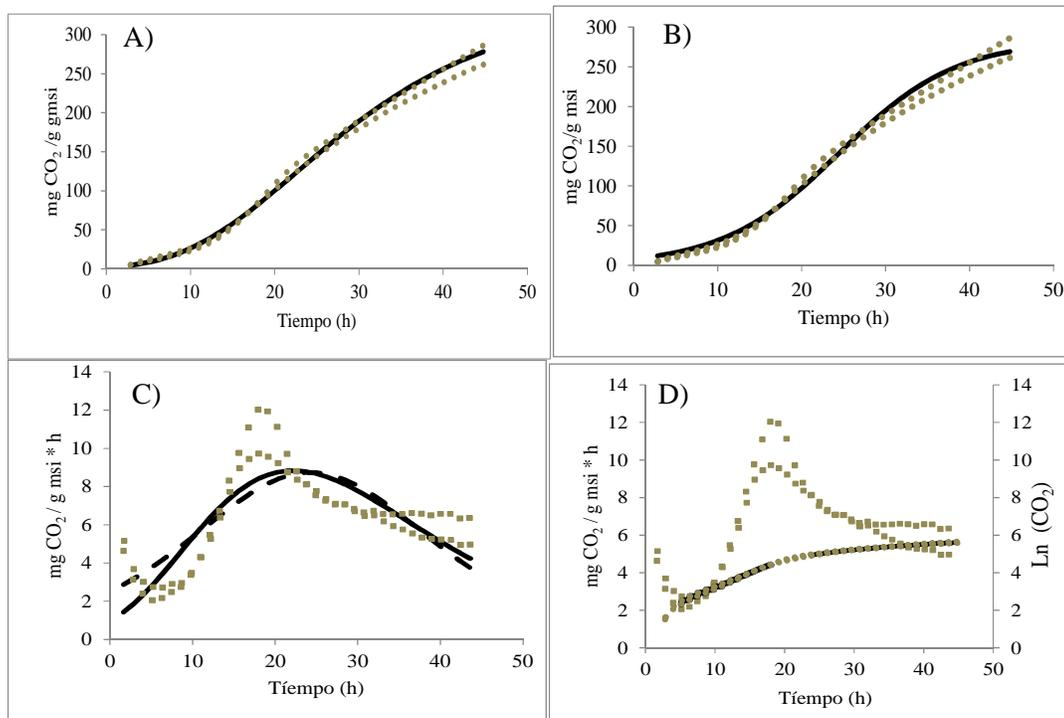 A)
mg CO2 /g gmsi
300
250
200
150
100
50
0
0 10 20 30 40 50
Tiempo (h)
B)
mg CO2/g msi
300
250
200
150
100
50
0
0 10 20 30 40 50
Tiempo (h)
C)
mg CO2 / g msi * h
14
12
10
8
6
4
2
0
0 10 20 30 40 50
Tíempo (h)
D)
mg CO2 / g msi * h
14
12
10
8
6
4
2
0
14
12
10
8
6
4
2
0
Ln (CO2)
0 10 20 30 40 50
Tíempo (h)